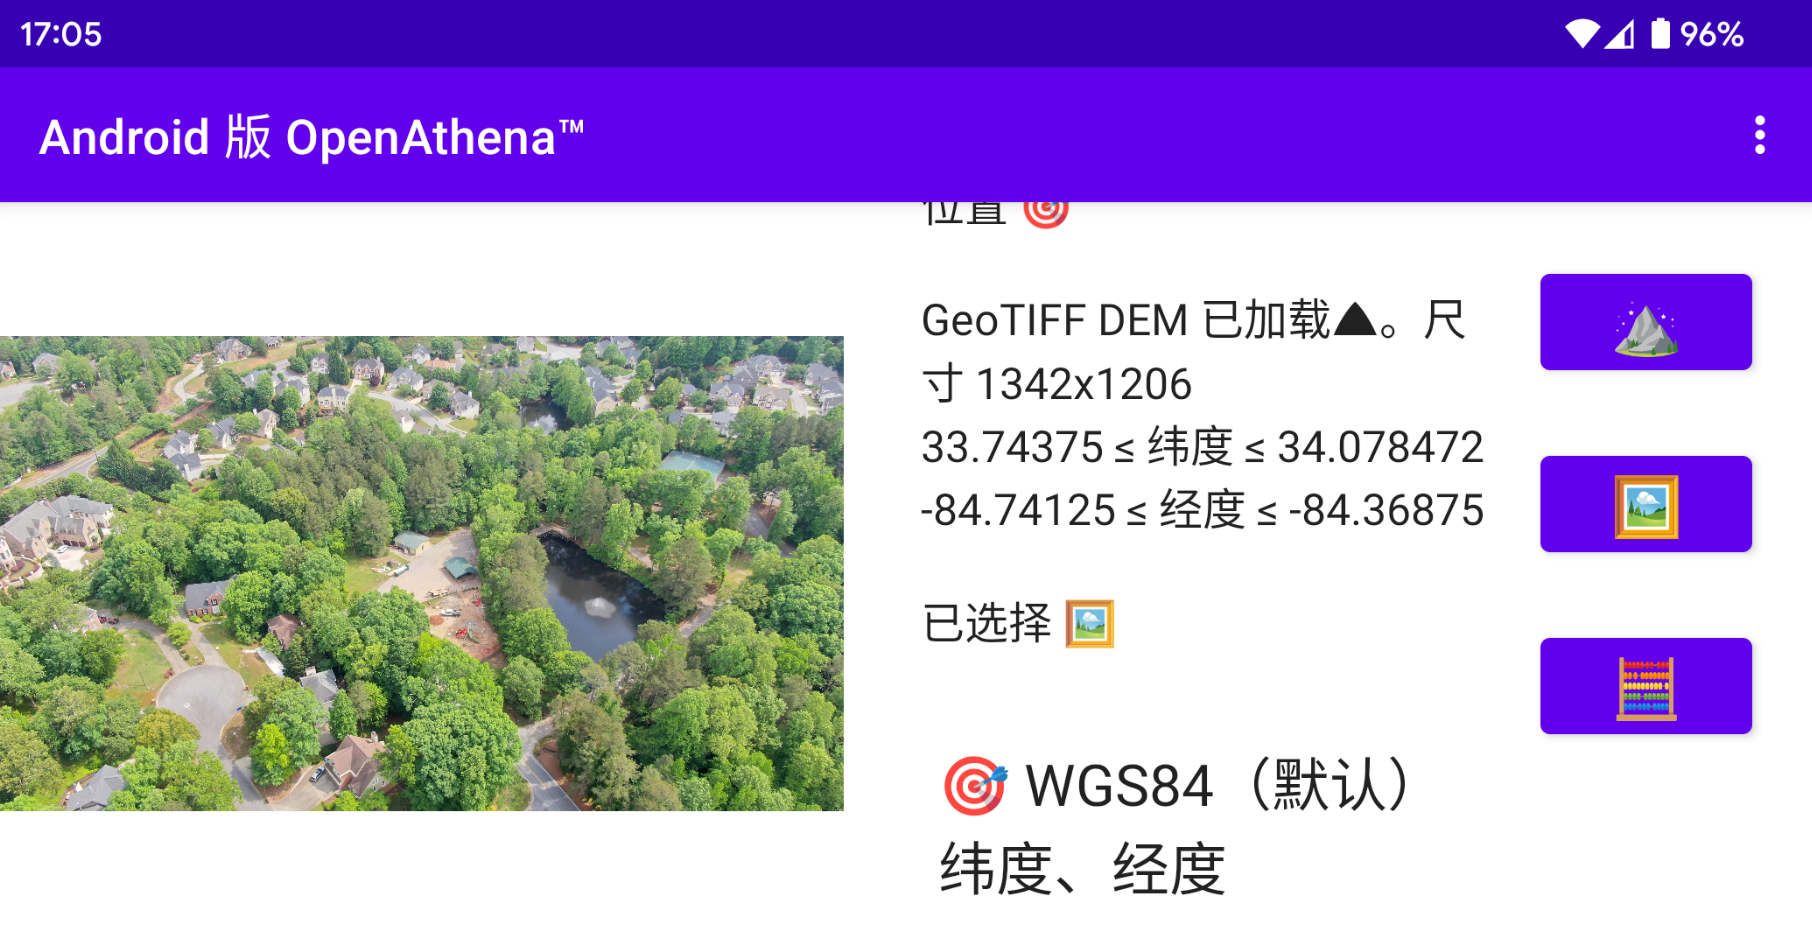 17:05
96%
Android 版 OpenAthena™
位置 🎯
GeoTIFF DEM 已加载⛰。尺
寸 1342x1206
33.74375 ≤ 纬度 ≤ 34.078472
-84.74125 ≤ 经度 ≤ -84.36875
已选择 🖼️
🎯 WGS84（默认）
纬度、经度